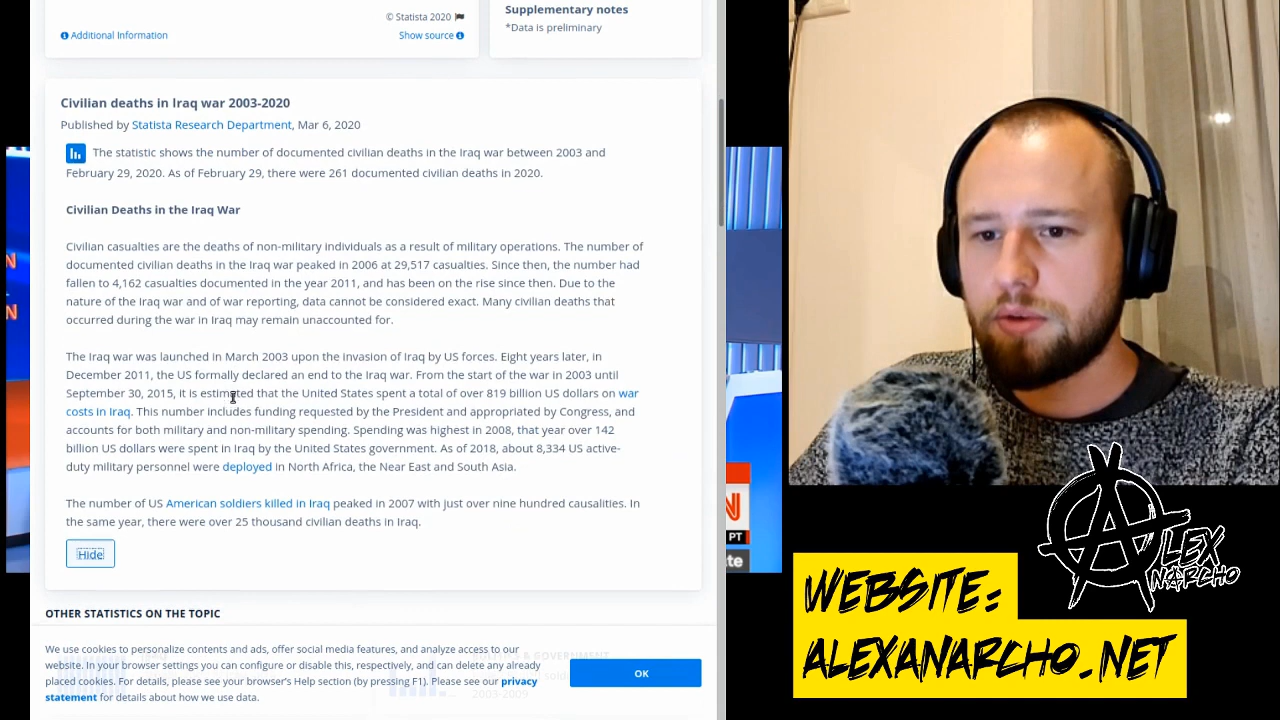 © Statista 2020
Additional Information
Show source
Supplementary notes
*Data is preliminary
Civilian deaths in Iraq war 2003-2020
Published by Statista Research Department, Mar 6, 2020
The statistic shows the number of documented civilian deaths in the Iraq war between 2003 and
February 29, 2020. As of February 29, there were 261 documented civilian deaths in 2020.
Civilian Deaths in the Iraq War
Civilian casualties are the deaths of non-military individuals as a result of military operations. The number of
documented civilian deaths in the Iraq war peaked in 2006 at 29,517 casualties. Since then, the number had
fallen to 4,162 casualties documented in the year 2011, and has been on the rise since then. Due to the
nature of the Iraq war and of war reporting, data cannot be considered exact. Many civilian deaths that
occurred during the war in Iraq may remain unaccounted for.
The Iraq war was launched in March 2003 upon the invasion of Iraq by US forces. Eight years later, in
December 2011, the US formally declared an end to the Iraq war. From the start of the war in 2003 until
September 30, 2015, it is estimated that the United States spent a total of over 819 billion US dollars on war
costs in Iraq. This number includes funding requested by the President and appropriated by Congress, and
accounts for both military and non-military spending. Spending was highest in 2008, that year over 142
billion US dollars were spent in Iraq by the United States government. As of 2018, about 8,334 US active-
duty military personnel were deployed in North Africa, the Near East and South Asia.
The number of US American soldiers killed in Iraq peaked in 2007 with just over nine hundred causalities. In
the same year, there were over 25 thousand civilian deaths in Iraq.
Hide
OTHER STATISTICS ON THE TOPIC
We use cookies to personalize contents and ads, offer social media features, and analyze access to our
website. In your browser settings you can configure or disable this, respectively, and can delete any already
placed cookies. For details, please see your browser's Help section (by pressing F1). Please see our privacy
statement for details about how we use data.
OK
2003-2009
N
N
N
PT
ALEX
NARCHO
WEBSITE:
ALEXANARCHO.NET